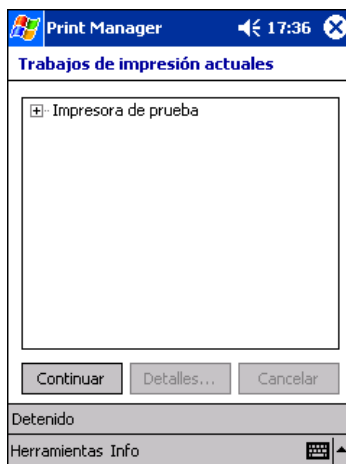 Print Manager 17:36
Trabajos de impresión actuales
Impresora de prueba
Continuar Detalles... Cancelar
Detenido
Herramientas Info